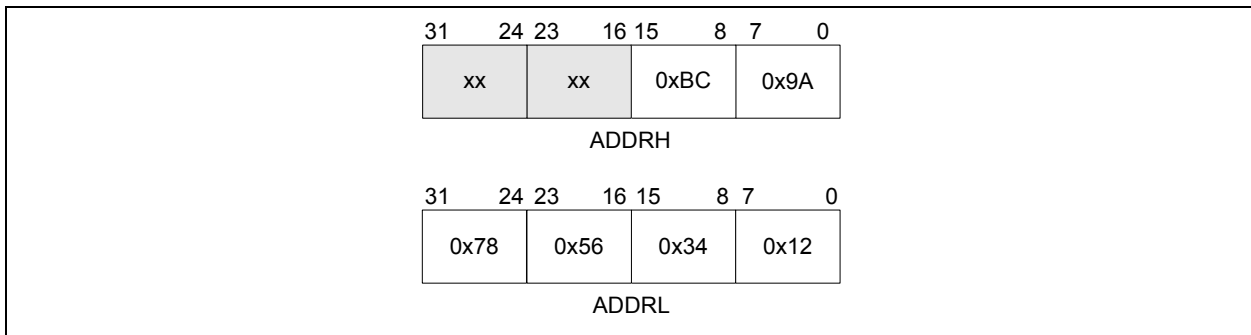 31 24 23 16 15 8 7 0
xx xx 0xBC 0x9A
ADDRH
31 24 23 16 15 8 7 0
0x78 0x56 0x34 0x12
ADDRL